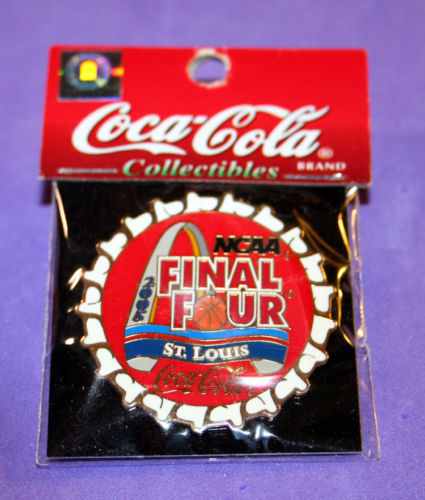 Coca-Cola ®
Collectibles BRAND
NCAA®
2005
FINAL
FOUR®
ST. LOUIS
Coca-Cola